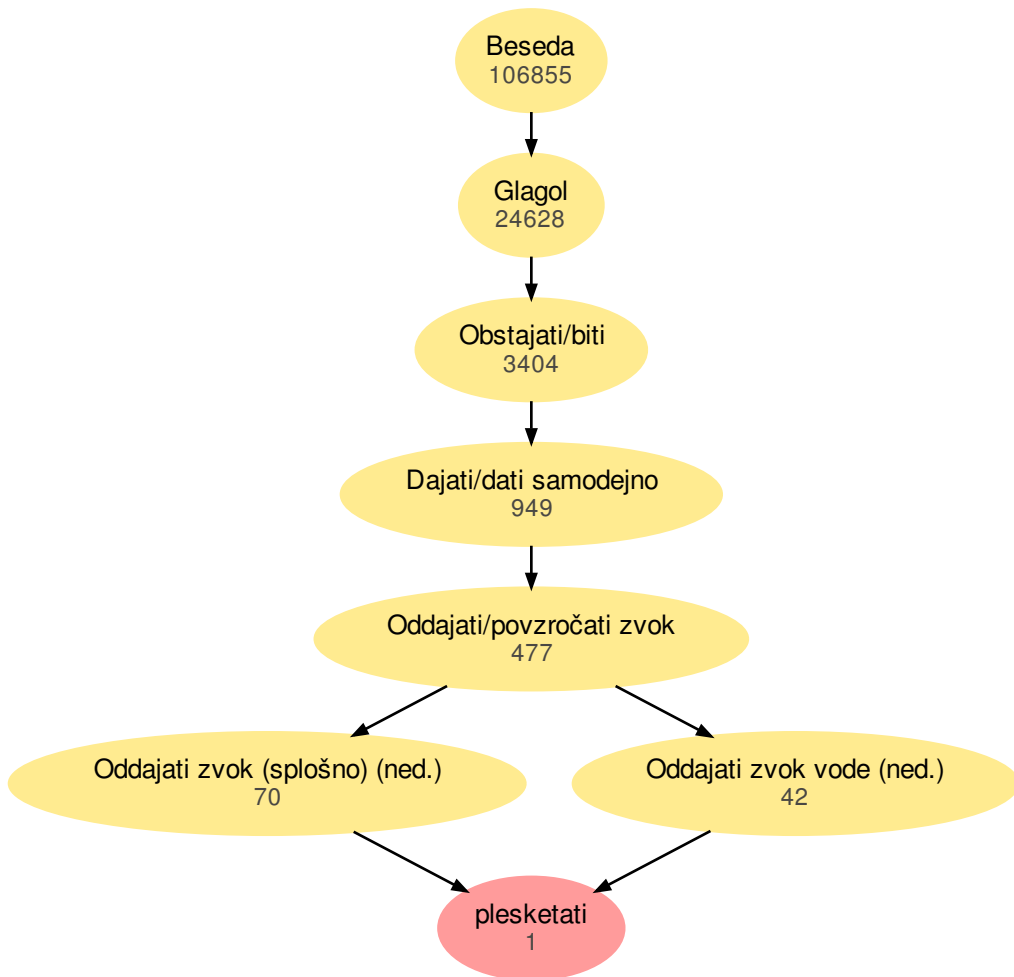 Beseda
106855
Glagol
24628
Obstajati/biti
3404
Dajati/dati samodejno
949
Oddajati/povzročati zvok
477
Oddajati zvok (splošno) (ned.)
70
Oddajati zvok vode (ned.)
42
plesketati
1